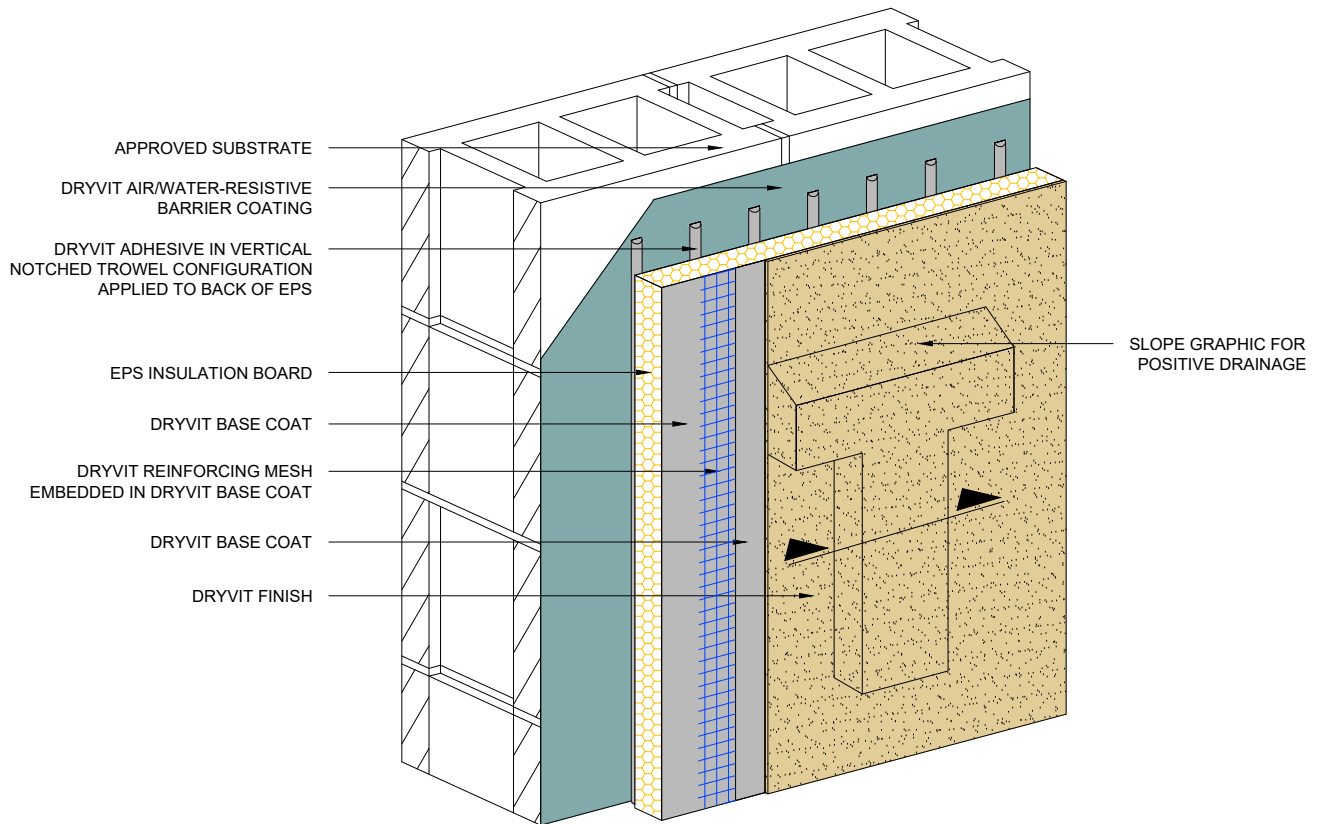 APPROVED SUBSTRATE
DRYVIT AIR/WATER-RESISTIVE
BARRIER COATING
DRYVIT ADHESIVE IN VERTICAL
NOTCHED TROWEL CONFIGURATION
APPLIED TO BACK OF EPS
EPS INSULATION BOARD
DRYVIT BASE COAT
DRYVIT REINFORCING MESH
EMBEDDED IN DRYVIT BASE COAT
DRYVIT BASE COAT
DRYVIT FINISH
SLOPE GRAPHIC FOR
POSITIVE DRAINAGE